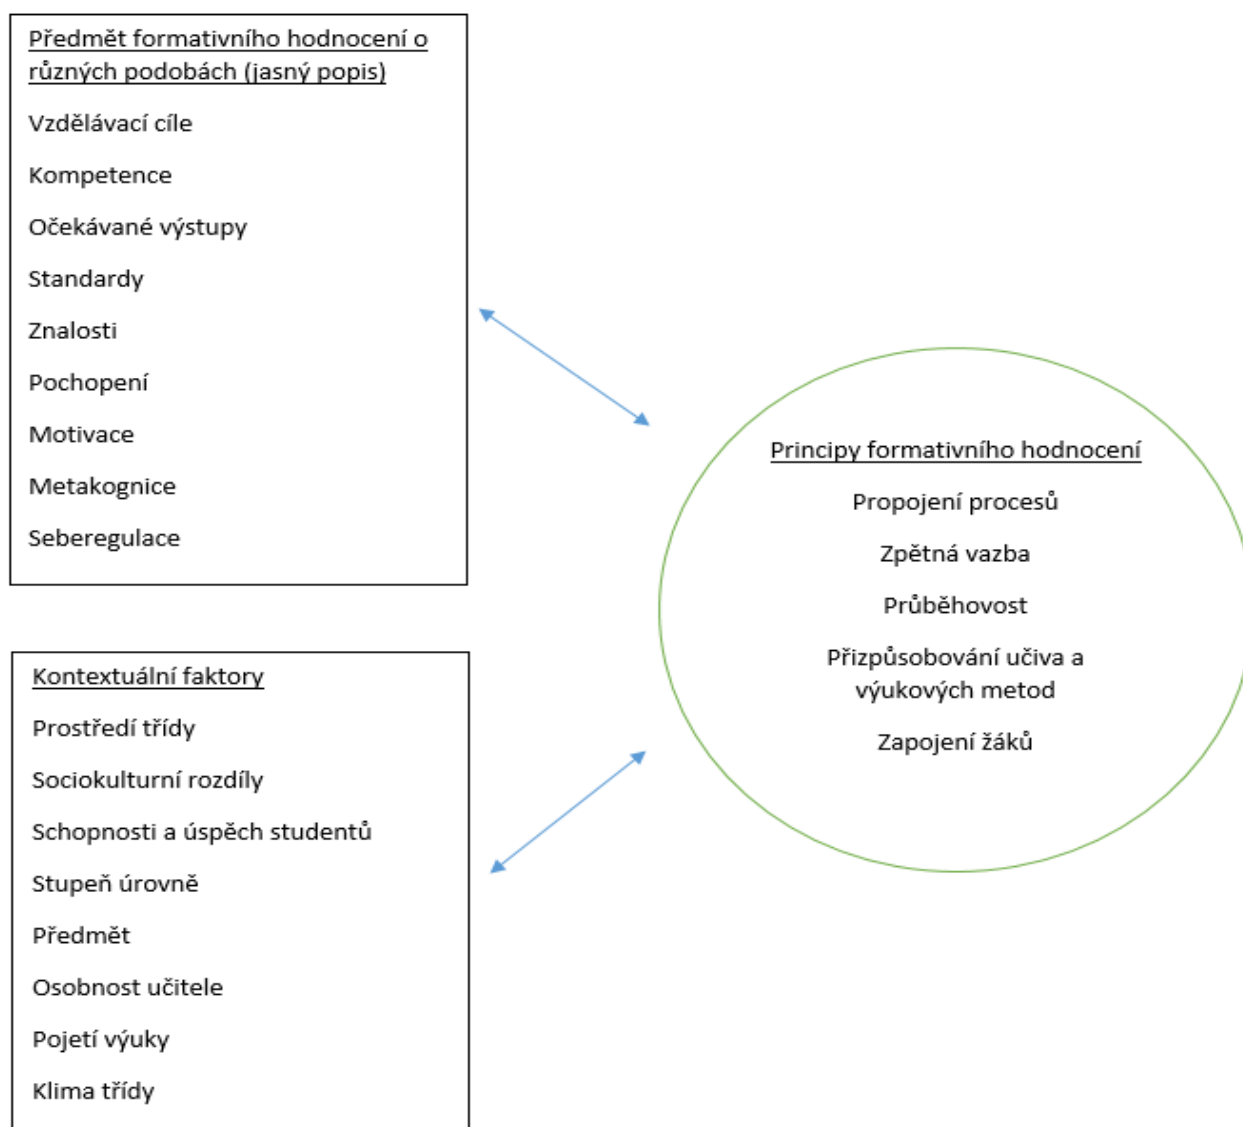 Předmět formativního hodnocení o
různých podobách (jasný popis)
Vzdělávací cíle
Kompetence
Očekávané výstupy
Standardy
Znalosti
Pochopení
Motivace
Metakognice
Seberegulace
Principy formativního hodnocení
Propojení procesů
Zpětná vazba
Průběhovost
Přizpůsobování učiva a
výukových metod
Zapojení žáků
Kontextuální faktory
Prostředí třídy
Sociokulturní rozdíly
Schopnosti a úspěch studentů
Stupeň úrovně
Předmět
Osobnost učitele
Pojetí výuky
Klima třídy